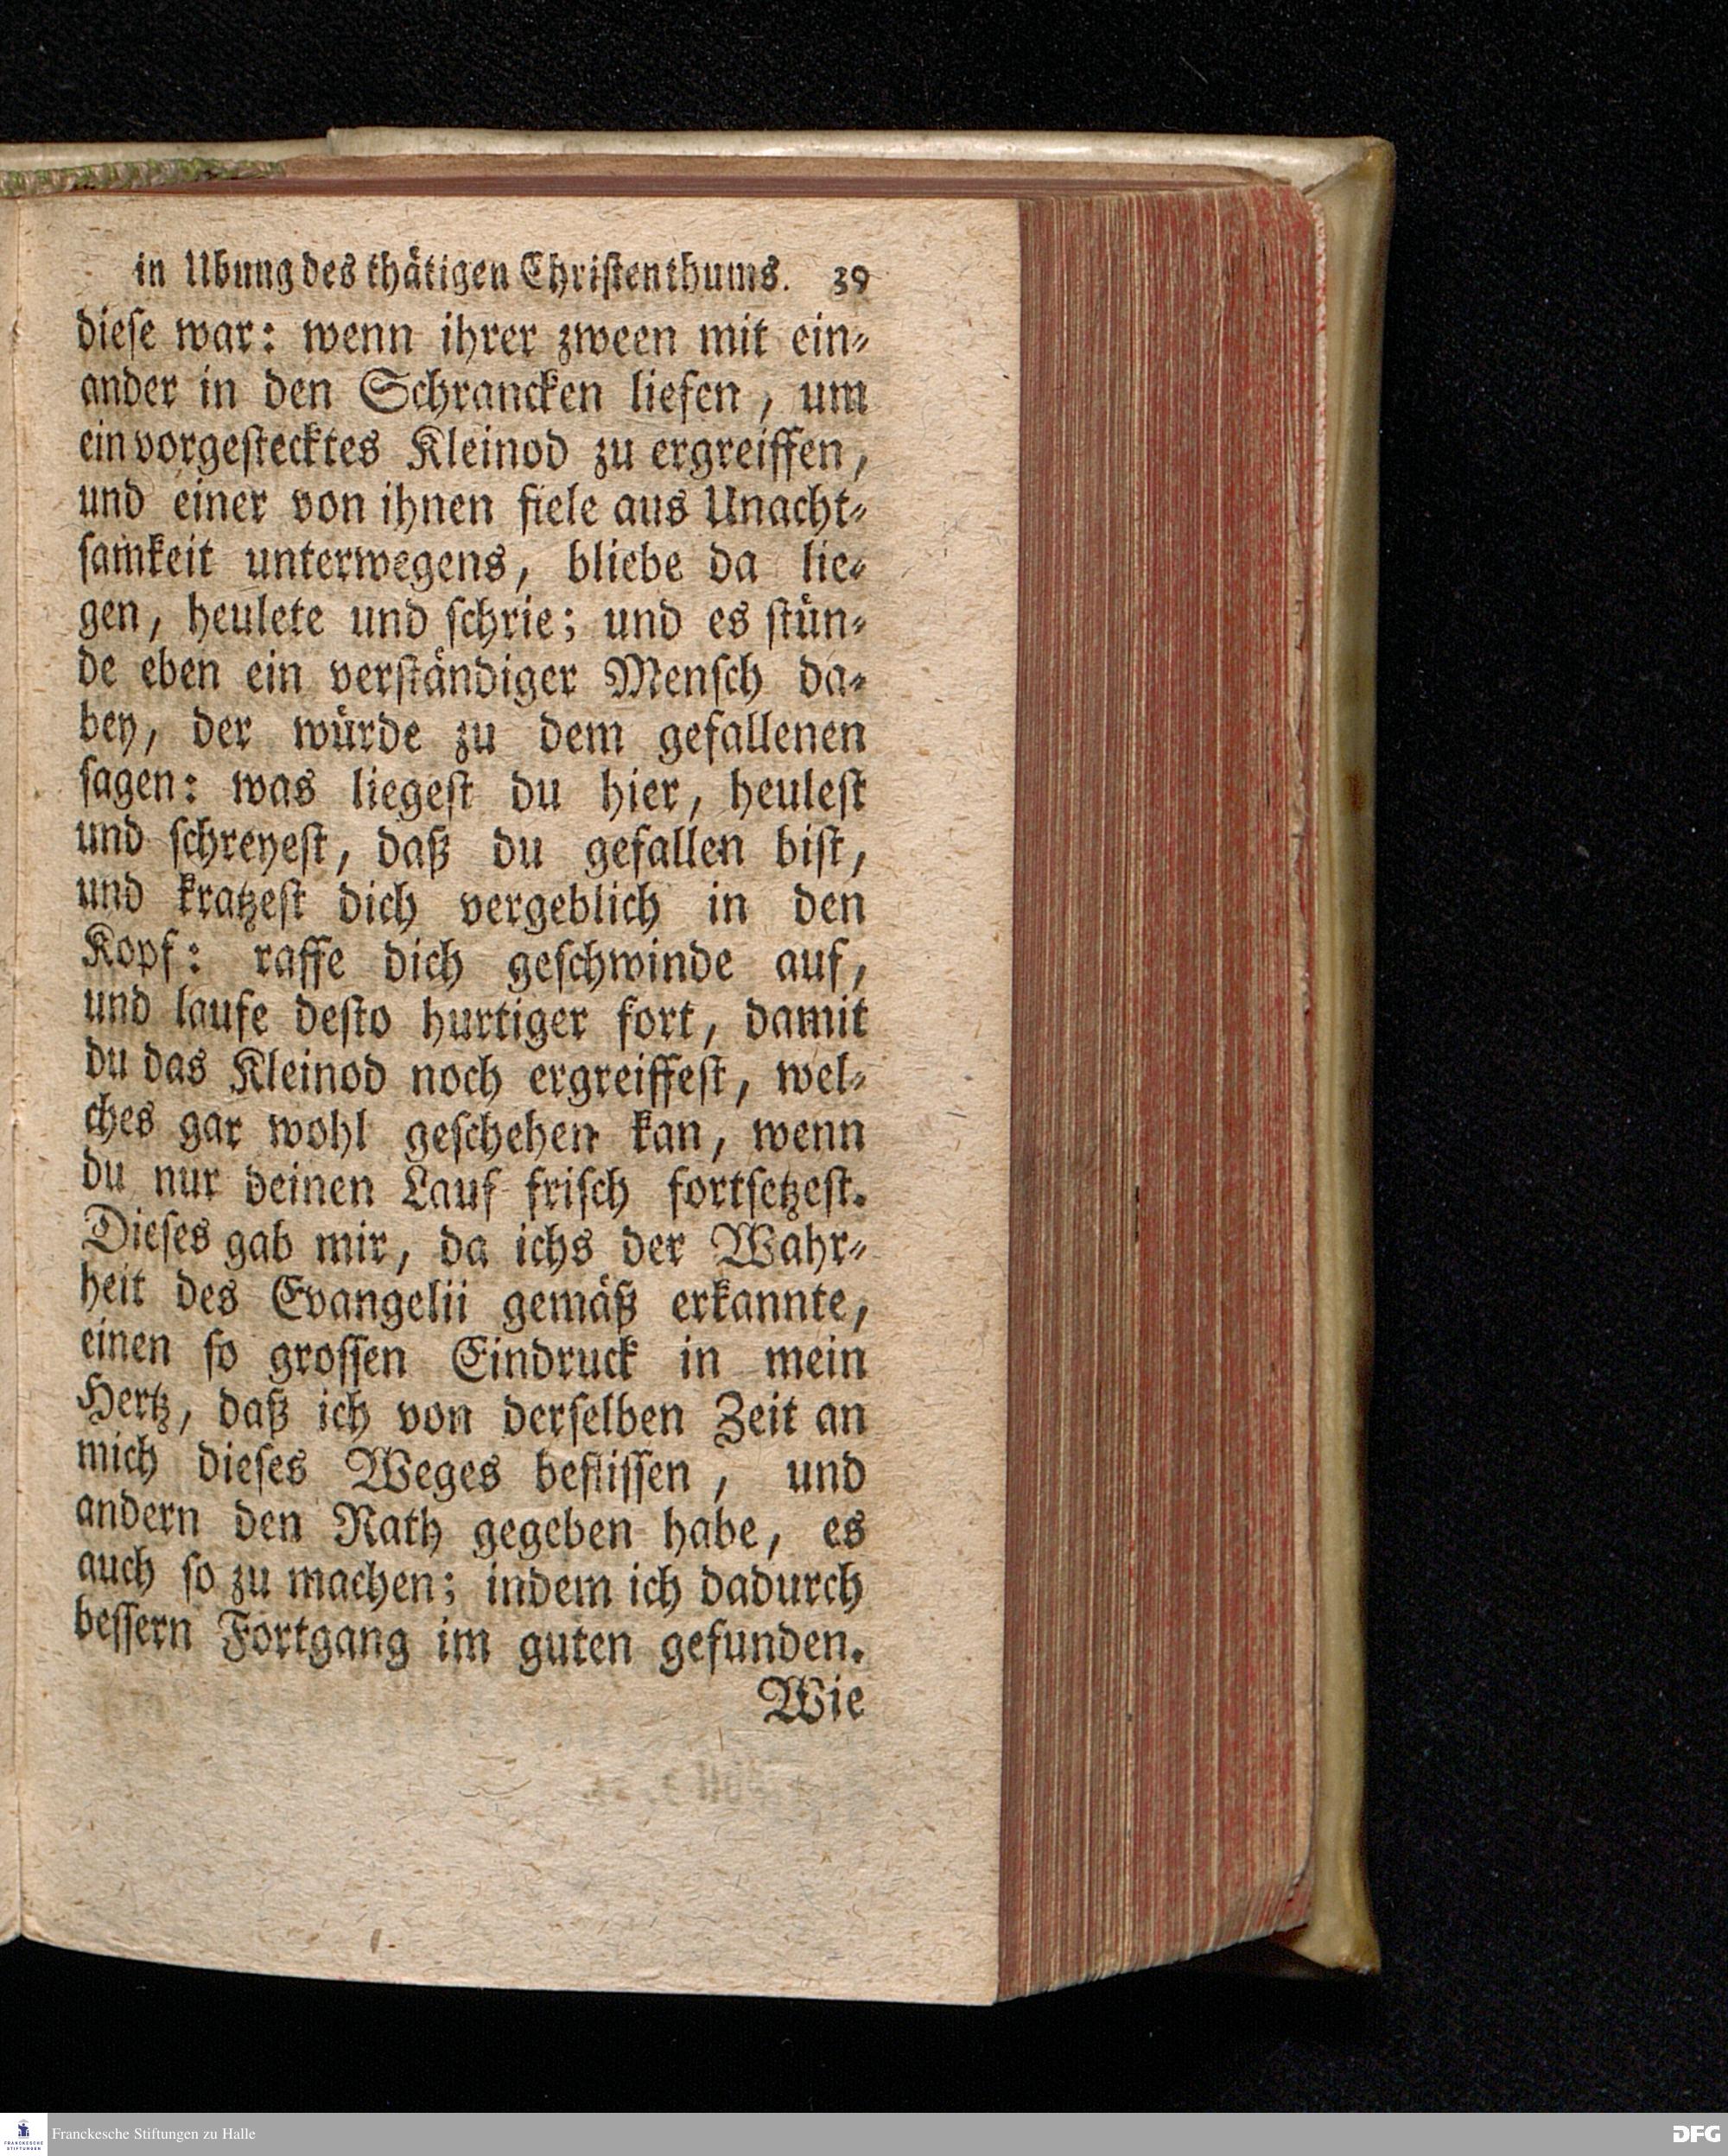 in Ubung des thätigen Christenthums. 39
diese war: wenn ihrer zween mit ein-
ander in den Schrancken liefen, um
ein vorgestecktes Kleinod zu ergreiffen,
und einer von ihnen fiele aus Unacht-
samkeit unterwegens, bliebe da lie-
gen, heulete und schrie; und es stün-
de eben ein verständiger Mensch da-
bey, der würde zu dem gefallenen
sagen: was liegest du hier, heulest
und schreyest, daß du gefallen bist,
und kratzest dich vergeblich in den
Kopf: raffe dich geschwinde auf,
und laufe desto hurtiger fort, damit
du das Kleinod noch ergreiffest, wel-
ches gar wohl geschehen kan, wenn
du nur deinen Lauf frisch fortsetzest.
Dieses gab mir, da ichs der Wahr-
heit des Evangelii gemäß erkannte,
einen so grossen Eindruck in mein
Hertz, daß ich von derselben Zeit an
mich dieses Weges beflissen, und
andern den Rath gegeben habe, es
auch so zu machen; indem ich dadurch
bessern Fortgang im guten gefunden.
Wie
FRANCKESCHE
STIFTUNGEN
Franckesche Stiftungen zu Halle
DFG